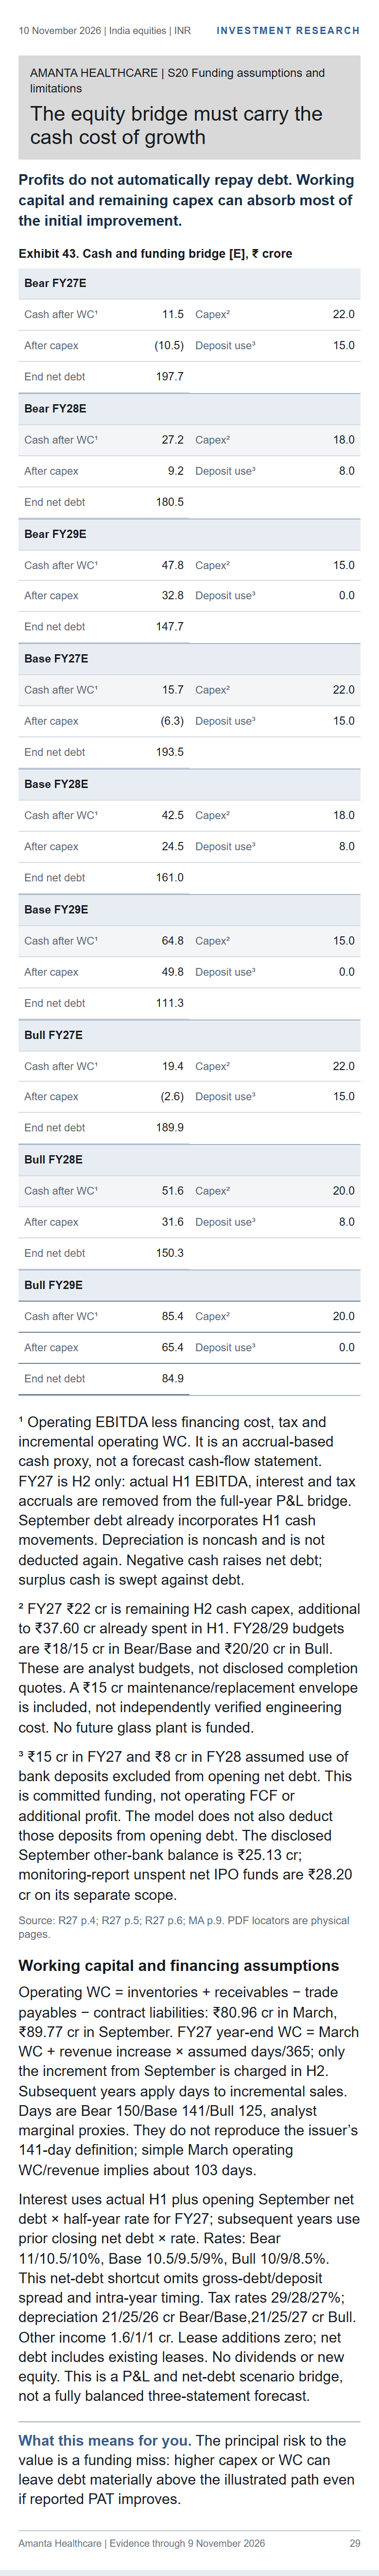 10 November 2026 | India equities | INR INVESTMENT RESEARCH
AMANTA HEALTHCARE | S20 Funding assumptions and
limitations
The equity bridge must carry the
cash cost of growth
Profits do not automatically repay debt. Working
capital and remaining capex can absorb most of
the initial improvement.
Exhibit 43. Cash and funding bridge [E], ₹ crore
Bear FY27E
Cash after WC¹ 11.5 Capex² 22.0
After capex (10.5) Deposit use³ 15.0
End net debt 197.7
Bear FY28E
Cash after WC¹ 27.2 Capex² 18.0
After capex 9.2 Deposit use³ 8.0
End net debt 180.5
Bear FY29E
Cash after WC¹ 47.8 Capex² 15.0
After capex 32.8 Deposit use³ 0.0
End net debt 147.7
Base FY27E
Cash after WC¹ 15.7 Capex² 22.0
After capex (6.3) Deposit use³ 15.0
End net debt 193.5
Base FY28E
Cash after WC¹ 42.5 Capex² 18.0
After capex 24.5 Deposit use³ 8.0
End net debt 161.0
Base FY29E
Cash after WC¹ 64.8 Capex² 15.0
After capex 49.8 Deposit use³ 0.0
End net debt 111.3
Bull FY27E
Cash after WC¹ 19.4 Capex² 22.0
After capex (2.6) Deposit use³ 15.0
End net debt 189.9
Bull FY28E
Cash after WC¹ 51.6 Capex² 20.0
After capex 31.6 Deposit use³ 8.0
End net debt 150.3
Bull FY29E
Cash after WC¹ 85.4 Capex² 20.0
After capex 65.4 Deposit use³ 0.0
End net debt 84.9
¹ Operating EBITDA less financing cost, tax and
incremental operating WC. It is an accrual-based
cash proxy, not a forecast cash-flow statement.
FY27 is H2 only: actual H1 EBITDA, interest and tax
accruals are removed from the full-year P&L bridge.
September debt already incorporates H1 cash
movements. Depreciation is noncash and is not
deducted again. Negative cash raises net debt;
surplus cash is swept against debt.
² FY27 ₹22 cr is remaining H2 cash capex, additional
to ₹37.60 cr already spent in H1. FY28/29 budgets
are ₹18/15 cr in Bear/Base and ₹20/20 cr in Bull.
These are analyst budgets, not disclosed completion
quotes. A ₹15 cr maintenance/replacement envelope
is included, not independently verified engineering
cost. No future glass plant is funded.
³ ₹15 cr in FY27 and ₹8 cr in FY28 assumed use of
bank deposits excluded from opening net debt. This
is committed funding, not operating FCF or
additional profit. The model does not also deduct
those deposits from opening debt. The disclosed
September other-bank balance is ₹25.13 cr;
monitoring-report unspent net IPO funds are ₹28.20
cr on its separate scope.
Source: R27 p.4; R27 p.5; R27 p.6; MA p.9. PDF locators are physical
pages.
Working capital and financing assumptions
Operating WC = inventories + receivables − trade
payables − contract liabilities: ₹80.96 cr in March,
₹89.77 cr in September. FY27 year-end WC = March
WC + revenue increase × assumed days/365; only
the increment from September is charged in H2.
Subsequent years apply days to incremental sales.
Days are Bear 150/Base 141/Bull 125, analyst
marginal proxies. They do not reproduce the issuer’s
141-day definition; simple March operating
WC/revenue implies about 103 days.
Interest uses actual H1 plus opening September net
debt × half-year rate for FY27; subsequent years use
prior closing net debt × rate. Rates: Bear
11/10.5/10%, Base 10.5/9.5/9%, Bull 10/9/8.5%.
This net-debt shortcut omits gross-debt/deposit
spread and intra-year timing. Tax rates 29/28/27%;
depreciation 21/25/26 cr Bear/Base,21/25/27 cr Bull.
Other income 1.6/1/1 cr. Lease additions zero; net
debt includes existing leases. No dividends or new
equity. This is a P&L and net-debt scenario bridge,
not a fully balanced three-statement forecast.
What this means for you. The principal risk to the
value is a funding miss: higher capex or WC can
leave debt materially above the illustrated path even
if reported PAT improves.
Amanta Healthcare | Evidence through 9 November 2026 29